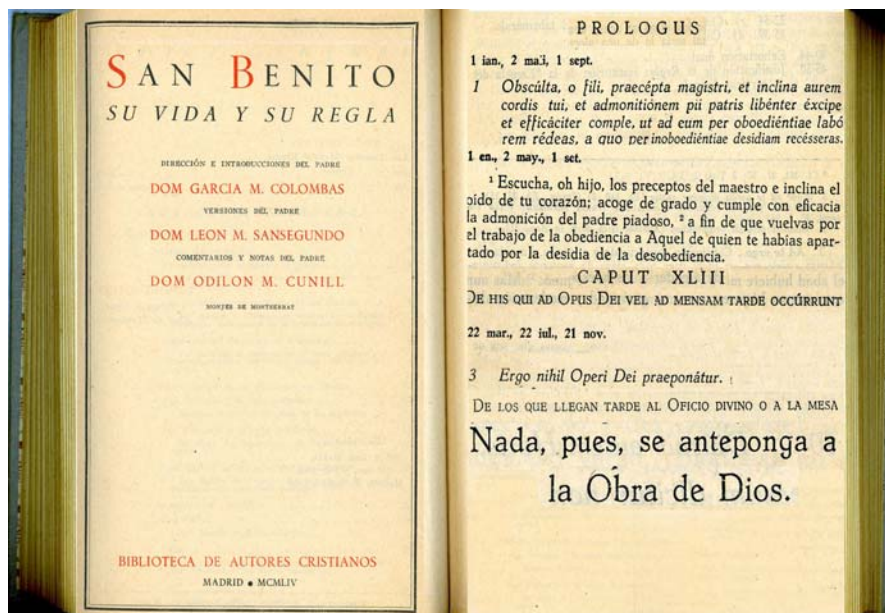 SAN BENITO
SU VIDA Y SU REGLA
DIRECCIÓN E INTRODUCCIONES DEL PADRE
DOM GARCIA M. COLOMBAS
VERSIONES DEL PADRE
DOM LEON M. SANSEGUNDO
COMENTARIOS Y NOTAS DEL PADRE
DOM ODILON M. CUNILL
MONJES DE MONTSERRAT
BIBLIOTECA DE AUTORES CRISTIANOS
MADRID • MCMLIV
PROLOGUS
1 ian., 2 maii, 1 sept.
1 Obscúlta, o fili, praecépta magístri, et inclina aurem
cordis tui, et admonitiónem pii patris libénter éxcipe
et efficáciter comple, ut ad eum per oboediéntiae labó
rem rédeas, a quo per inoboediéntiae desidiam recésseras.
1 en., 2 may., 1 set.
1 Escucha, oh hijo, los preceptos del maestro e inclina el
oído de tu corazón; acoge de grado y cumple con eficacia
la admonición del padre piadoso, 2 a fin de que vuelvas por
el trabajo de la obediencia a Aquel de quien te habías apar-
tado por la desidia de la desobediencia.
CAPUT XLIII
DE HIS QUI AD OPUS DEI VEL AD MENSAM TARDE OCCÚRRUNT
22 mar., 22 iul., 21 nov.
3 Ergo nihil Operi Dei praeponátur.
DE LOS QUE LLEGAN TARDE AL OFICIO DIVINO O A LA MESA
Nada, pues, se anteponga a
la Obra de Dios.